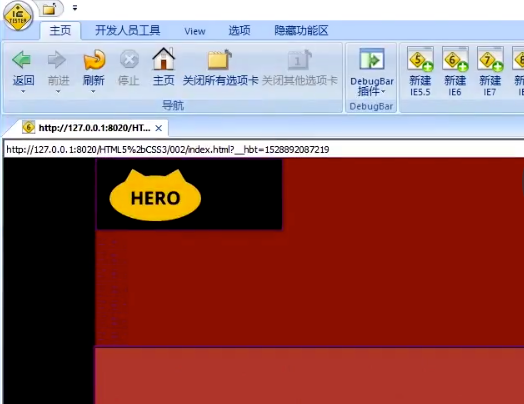 IE
TESTER
主页 开发人员工具 View 选项 隐藏功能区
返回 前进 刷新 停止 主页 关闭所有选项卡 关闭其他选项卡 DebugBar 插件 新建 IE5.5 新建 IE6 新建 IE7
导航 DebugBar
http://127.0.0.1:8020/HT...
http://127.0.0.1:8020/HTML5%2bCSS3/002/index.html?__hbt=1528892087219
HERO